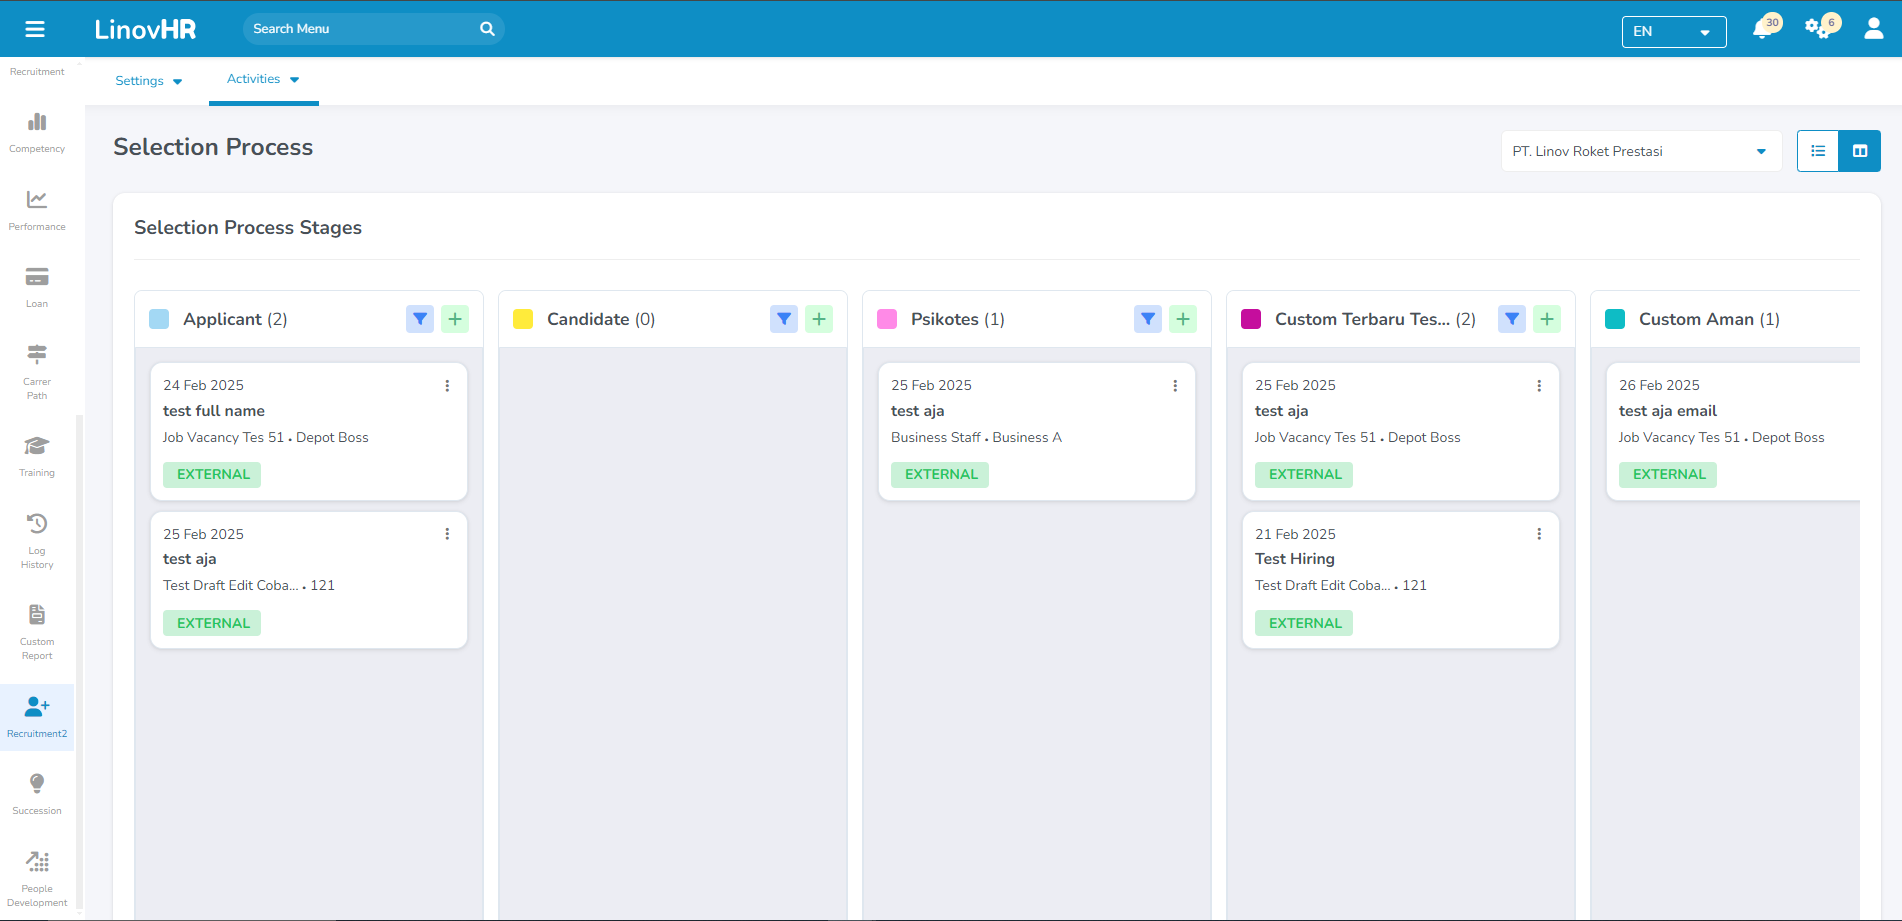 LinovHR
Search Menu
EN
30
6
Recruitment
Competency
Performance
Loan
Carrer
Path
Training
Log
History
Custom
Report
Recruitment2
Succession
People
Development
Settings
Activities
Selection Process
PT. Linov Roket Prestasi
Selection Process Stages
Applicant (2)
24 Feb 2025
test full name
Job Vacancy Tes 51 • Depot Boss
EXTERNAL
25 Feb 2025
test aja
Test Draft Edit Coba... • 121
EXTERNAL
Candidate (0)
Psikotes (1)
25 Feb 2025
test aja
Business Staff • Business A
EXTERNAL
Custom Terbaru Tes... (2)
25 Feb 2025
test aja
Job Vacancy Tes 51 • Depot Boss
EXTERNAL
21 Feb 2025
Test Hiring
Test Draft Edit Coba... • 121
EXTERNAL
Custom Aman (1)
26 Feb 2025
test aja email
Job Vacancy Tes 51 • Depot Boss
EXTERNAL